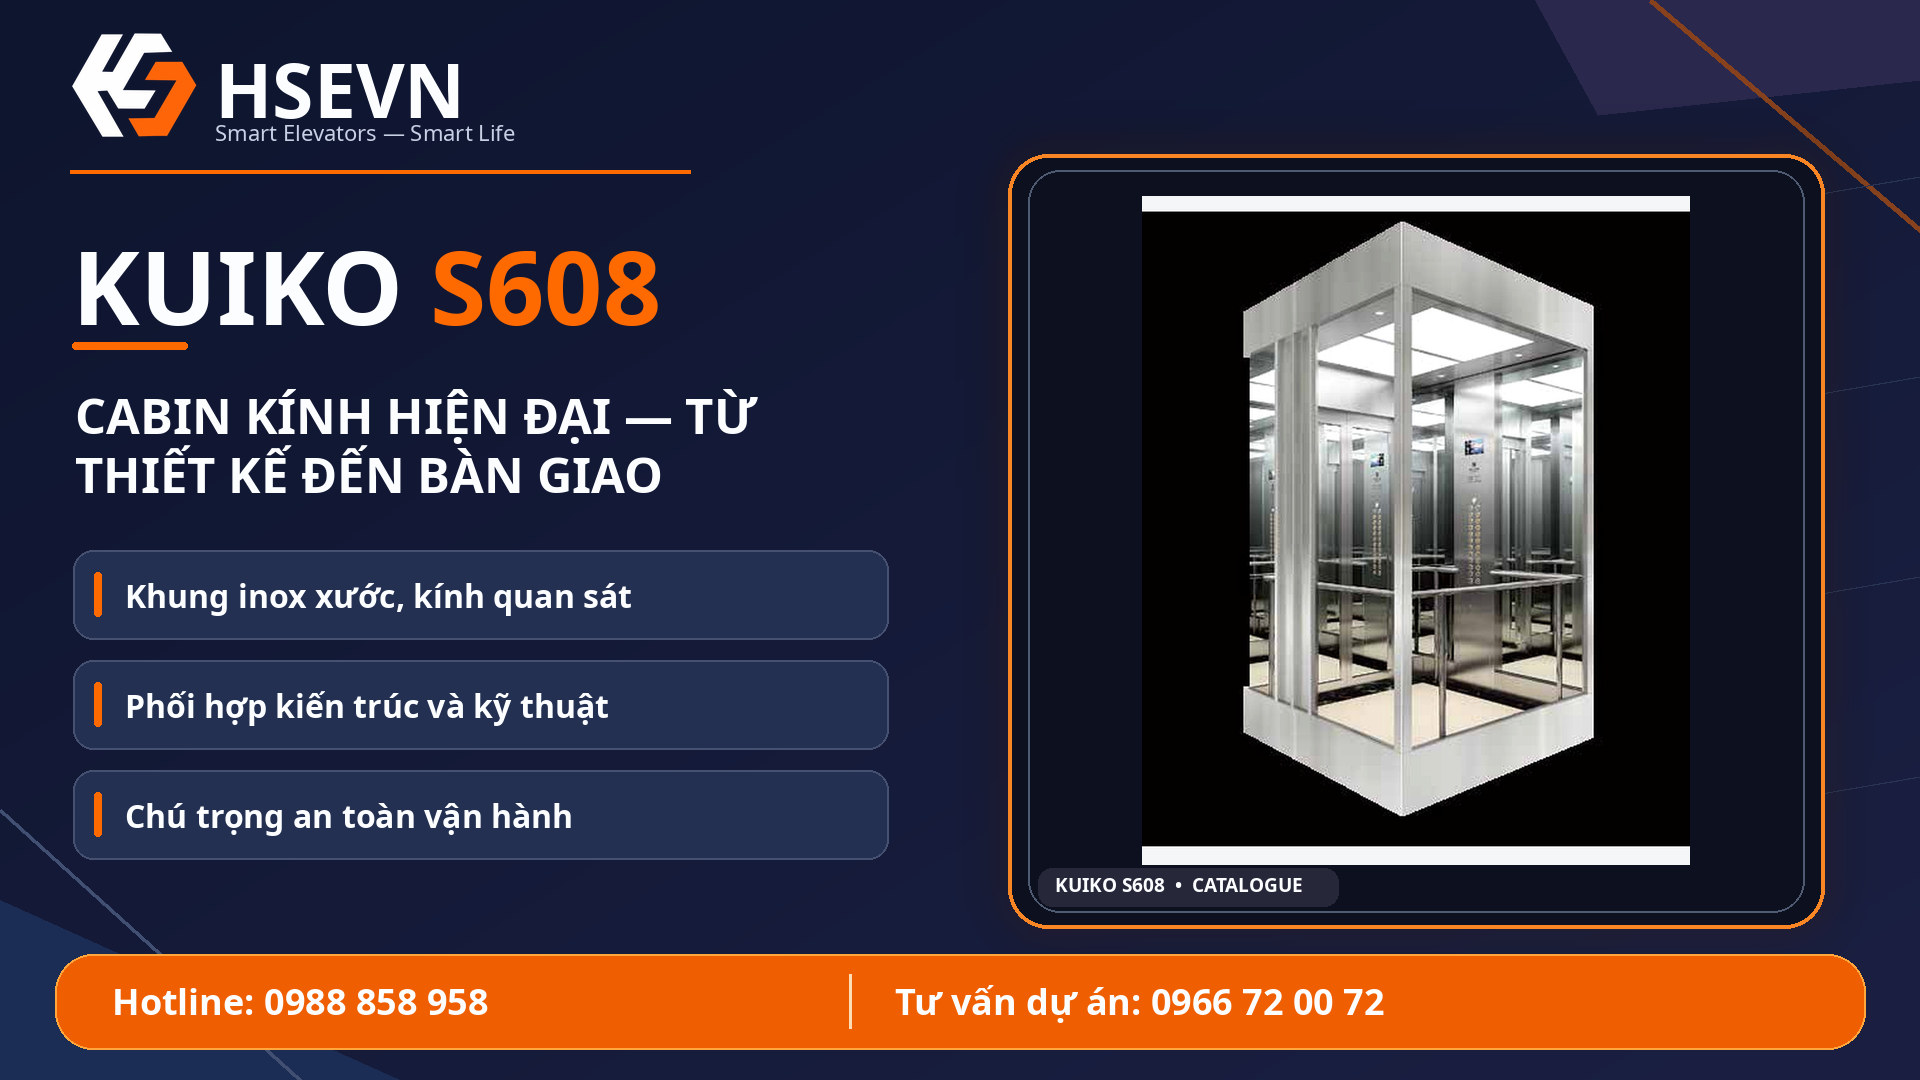 HSEVN
Smart Elevators — Smart Life
KUIKO S608
CABIN KÍNH HIỆN ĐẠI — TỪ
THIẾT KẾ ĐẾN BÀN GIAO
Khung inox xước, kính quan sát
Phối hợp kiến trúc và kỹ thuật
Chú trọng an toàn vận hành
KUIKO S608 • CATALOGUE
Hotline: 0988 858 958
Tư vấn dự án: 0966 72 00 72